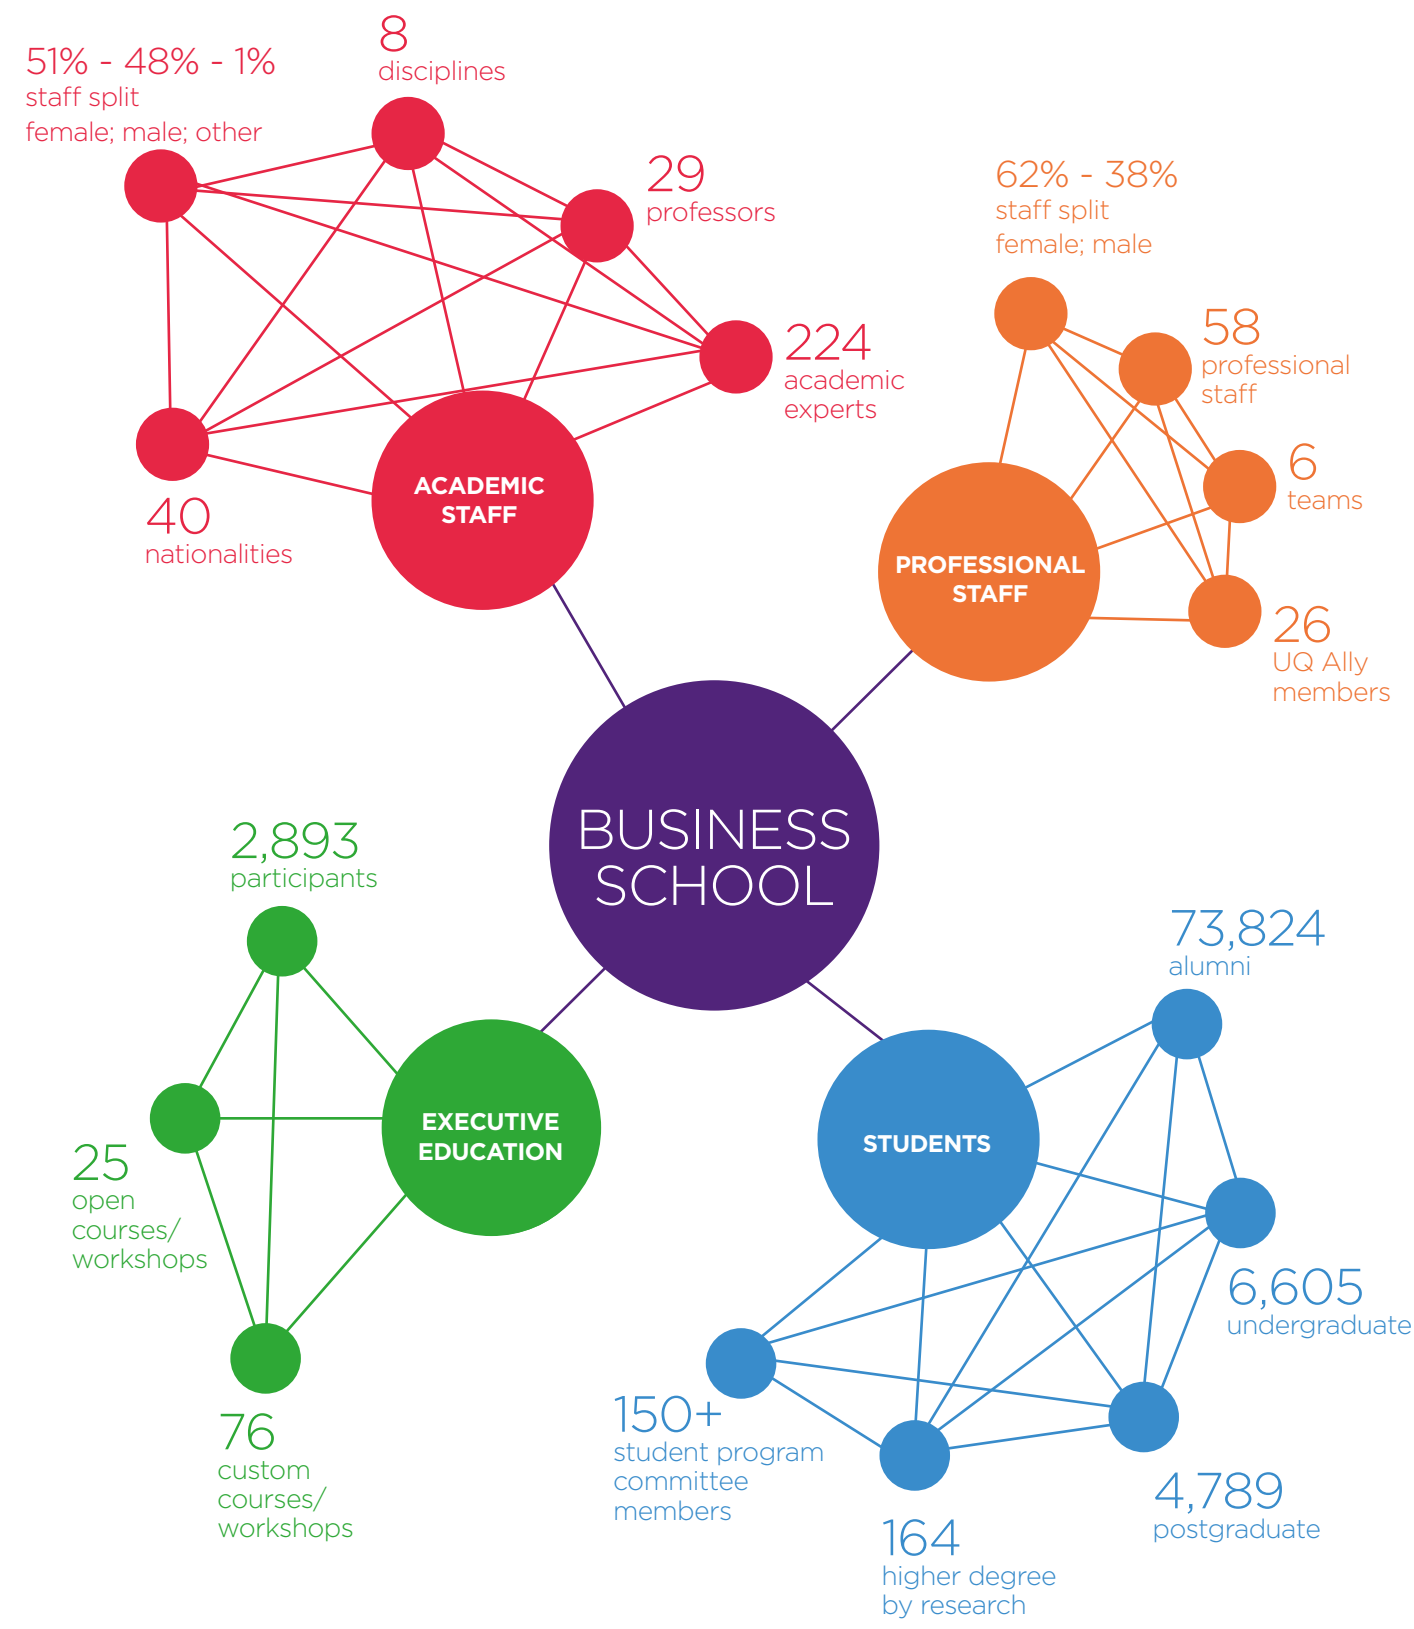 51% - 48% - 1%
staff split
female; male; other
8
disciplines
29
professors
224
academic
experts
40
nationalities
ACADEMIC
STAFF
62% - 38%
staff split
female; male
58
professional
staff
6
teams
26
UQ Ally
members
PROFESSIONAL
STAFF
BUSINESS
SCHOOL
2,893
participants
25
open
courses/
workshops
76
custom
courses/
workshops
EXECUTIVE
EDUCATION
73,824
alumni
STUDENTS
6,605
undergraduate
4,789
postgraduate
164
higher degree
by research
150+
student program
committee
members